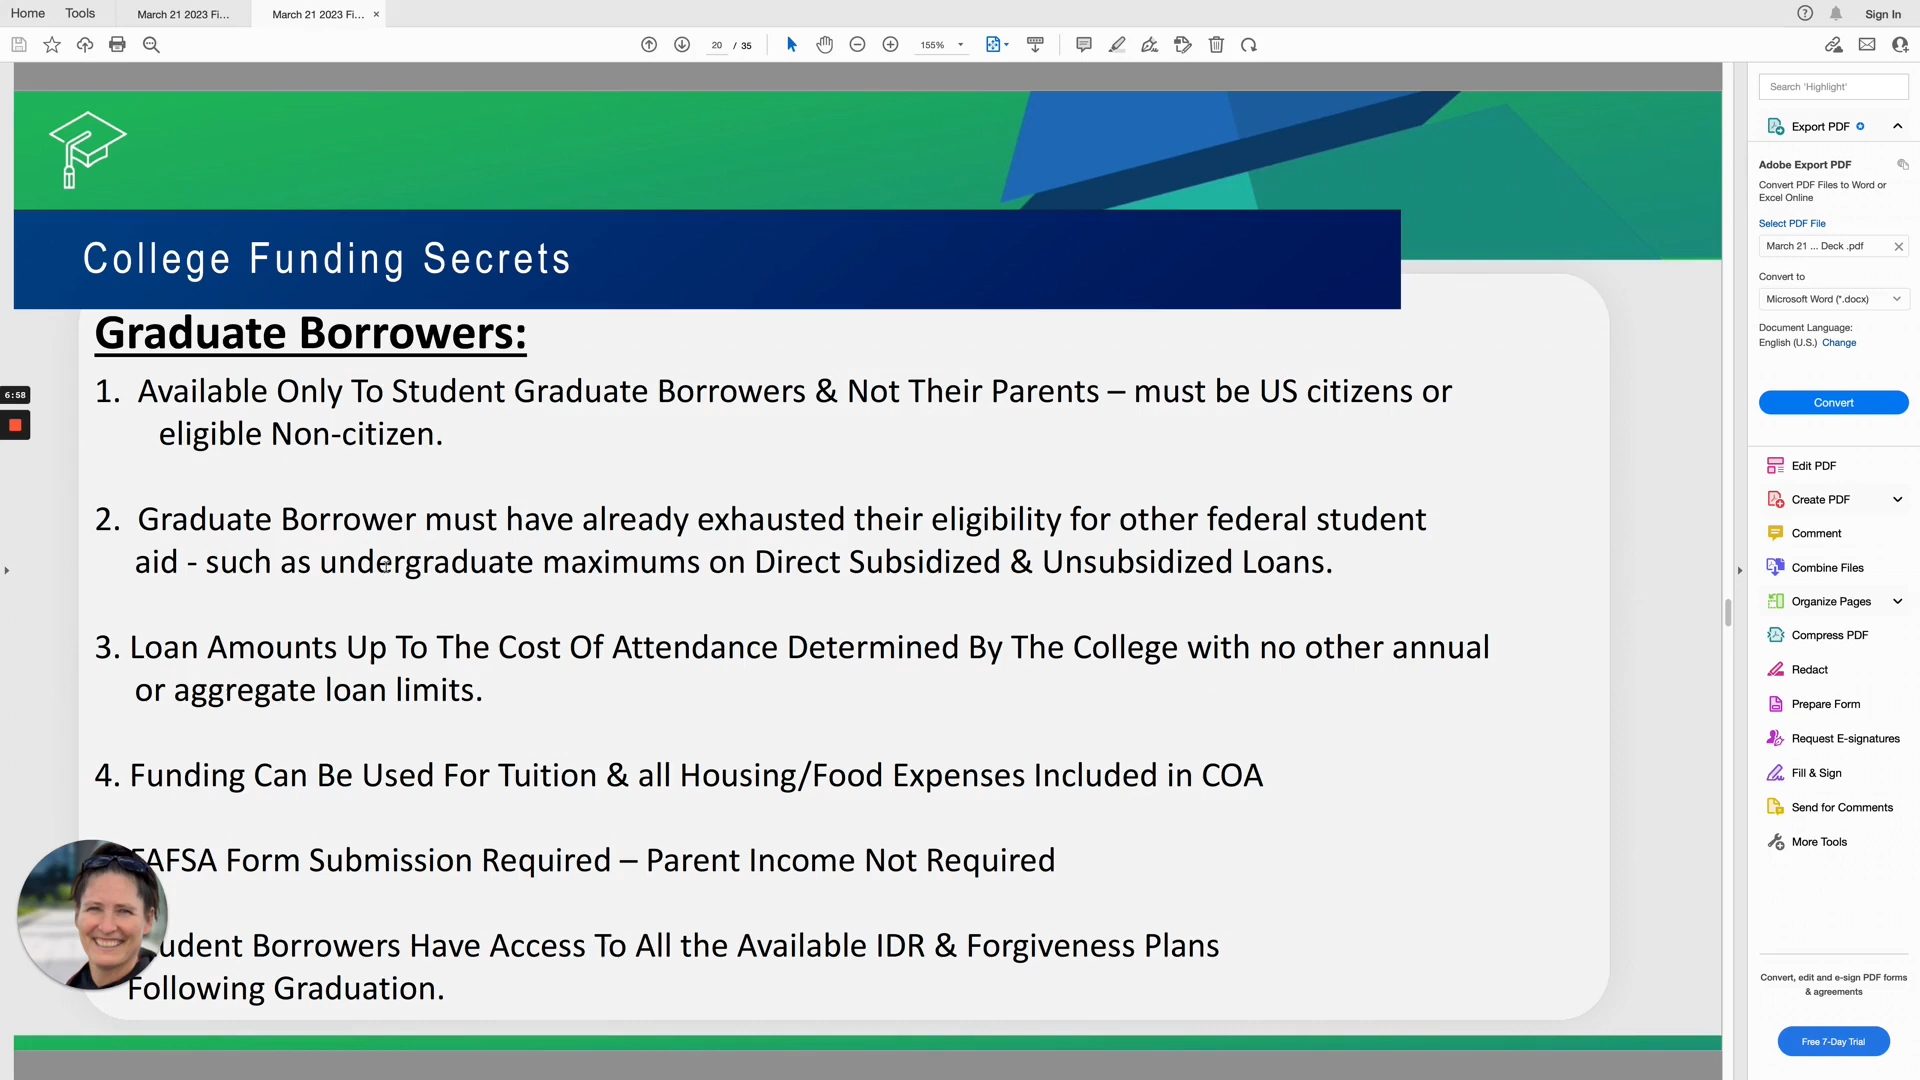 Home
Tools
March 21 2023 Fi...
March 21 2023 Fi...
Sign In
20 / 35
155%
Search 'Highlight'
College Funding Secrets
Graduate Borrowers:
1. Available Only To Student Graduate Borrowers & Not Their Parents – must be US citizens or
eligible Non-citizen.
2. Graduate Borrower must have already exhausted their eligibility for other federal student
aid - such as undergraduate maximums on Direct Subsidized & Unsubsidized Loans.
3. Loan Amounts Up To The Cost Of Attendance Determined By The College with no other annual
or aggregate loan limits.
4. Funding Can Be Used For Tuition & all Housing/Food Expenses Included in COA
FAFSA Form Submission Required – Parent Income Not Required
Borrowers Have Access To All the Available IDR & Forgiveness Plans
Following Graduation.
6:58
Export PDF
Adobe Export PDF
Convert PDF Files to Word or
Excel Online
Select PDF File
March 21 ... Deck .pdf
Convert to
Microsoft Word (*.docx)
Document Language:
English (U.S.) Change
Convert
Edit PDF
Create PDF
Comment
Combine Files
Organize Pages
Compress PDF
Redact
Prepare Form
Request E-signatures
Fill & Sign
Send for Comments
More Tools
Convert, edit and e-sign PDF forms
& agreements
Free 7-Day Trial